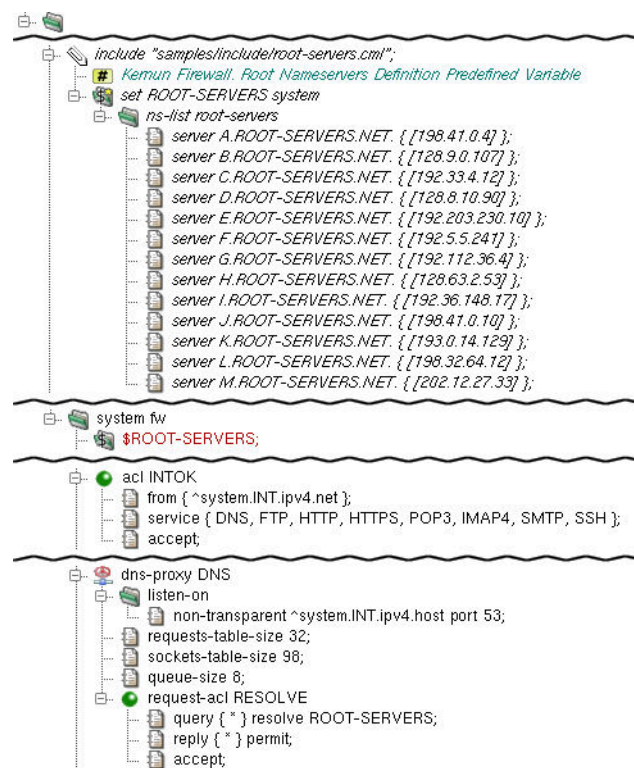 include "samples/include/root-servers.cml";
# Kernun Firewall. Root Nameservers Definition Predefined Variable
set ROOT-SERVERS system
ns-list root-servers
server A.ROOT-SERVERS.NET. { [198.41.0.4] };
server B.ROOT-SERVERS.NET. { [128.9.0.107] };
server C.ROOT-SERVERS.NET. { [192.33.4.12] };
server D.ROOT-SERVERS.NET. { [128.8.10.90] };
server E.ROOT-SERVERS.NET. { [192.203.230.10] };
server F.ROOT-SERVERS.NET. { [192.5.5.241] };
server G.ROOT-SERVERS.NET. { [192.112.36.4] };
server H.ROOT-SERVERS.NET. { [128.63.2.53] };
server I.ROOT-SERVERS.NET. { [192.36.148.17] };
server J.ROOT-SERVERS.NET. { [198.41.0.10] };
server K.ROOT-SERVERS.NET. { [193.0.14.129] };
server L.ROOT-SERVERS.NET. { [198.32.64.12] };
server M.ROOT-SERVERS.NET. { [202.12.27.33] };
system fw
$ROOT-SERVERS;
acl INTOK
from { ^system.INT.ipv4.net };
service { DNS, FTP, HTTP, HTTPS, POP3, IMAP4, SMTP, SSH };
accept;
dns-proxy DNS
listen-on
non-transparent ^system.INT.ipv4.host port 53;
requests-table-size 32;
sockets-table-size 98;
queue-size 8;
request-acl RESOLVE
query { * } resolve ROOT-SERVERS;
reply { * } permit;
accept;